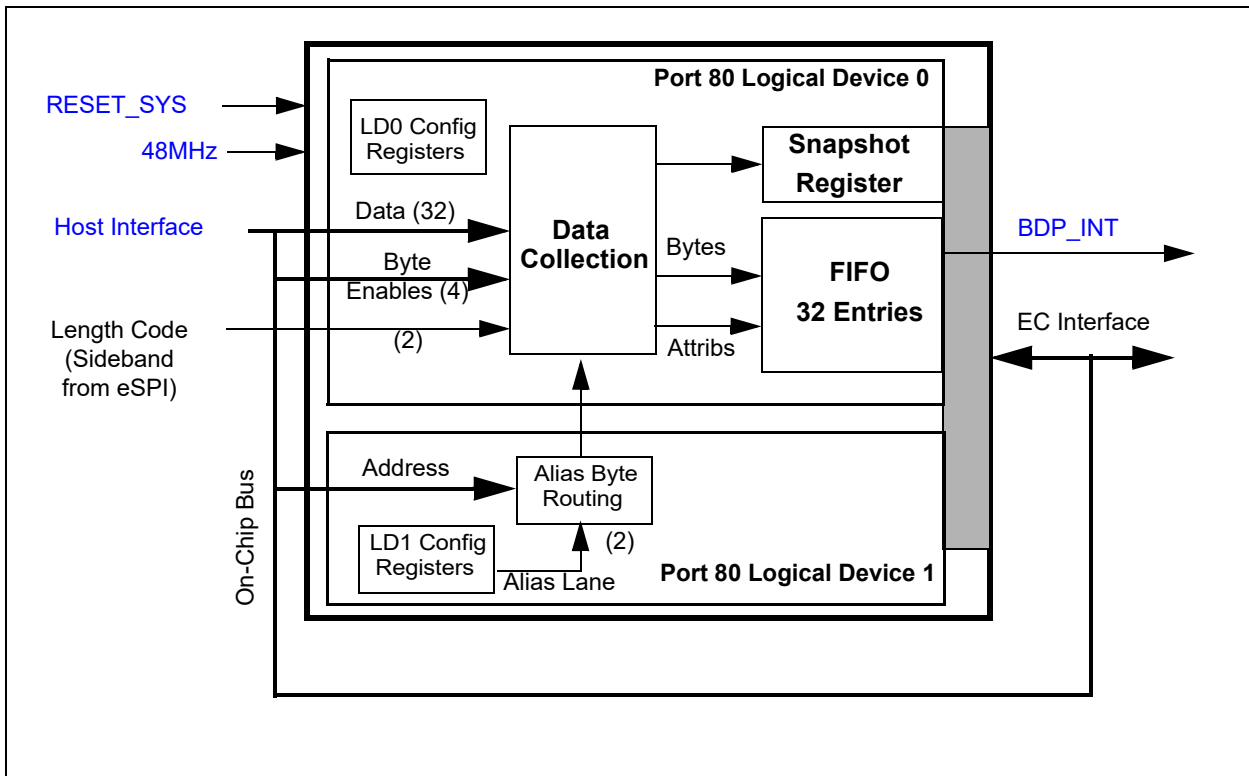 Port 80 Logical Device 0
RESET_SYS
48MHz
LD0 Config
Registers
Snapshot
Register
Host Interface
Data (32)
Data
Collection
Bytes
BDP_INT
Byte
Enables (4)
FIFO
32 Entries
Length Code
(Sideband
from eSPI)
(2)
Attribs
EC Interface
On-Chip Bus
Address
Alias Byte
Routing
LD1 Config
Registers
(2)
Alias Lane
Port 80 Logical Device 1